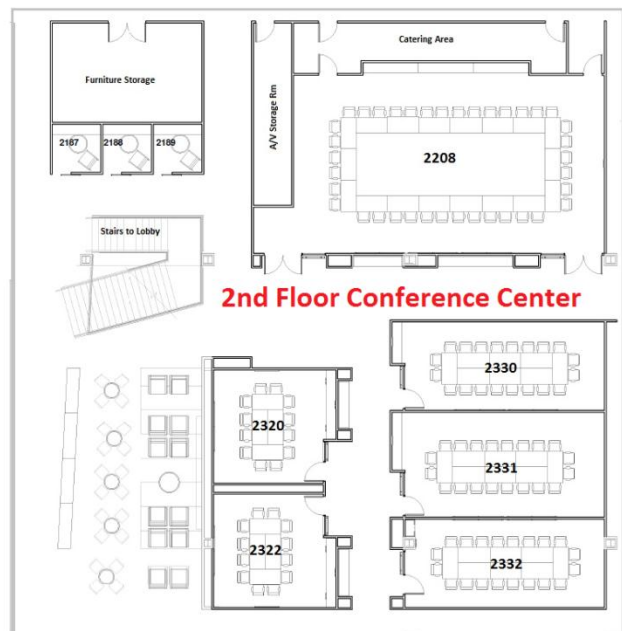 Catering Area
Furniture Storage
A/V Storage Rm
2187
2188
2189
2208
Stairs to Lobby
2nd Floor Conference Center
2330
2320
2331
2322
2332